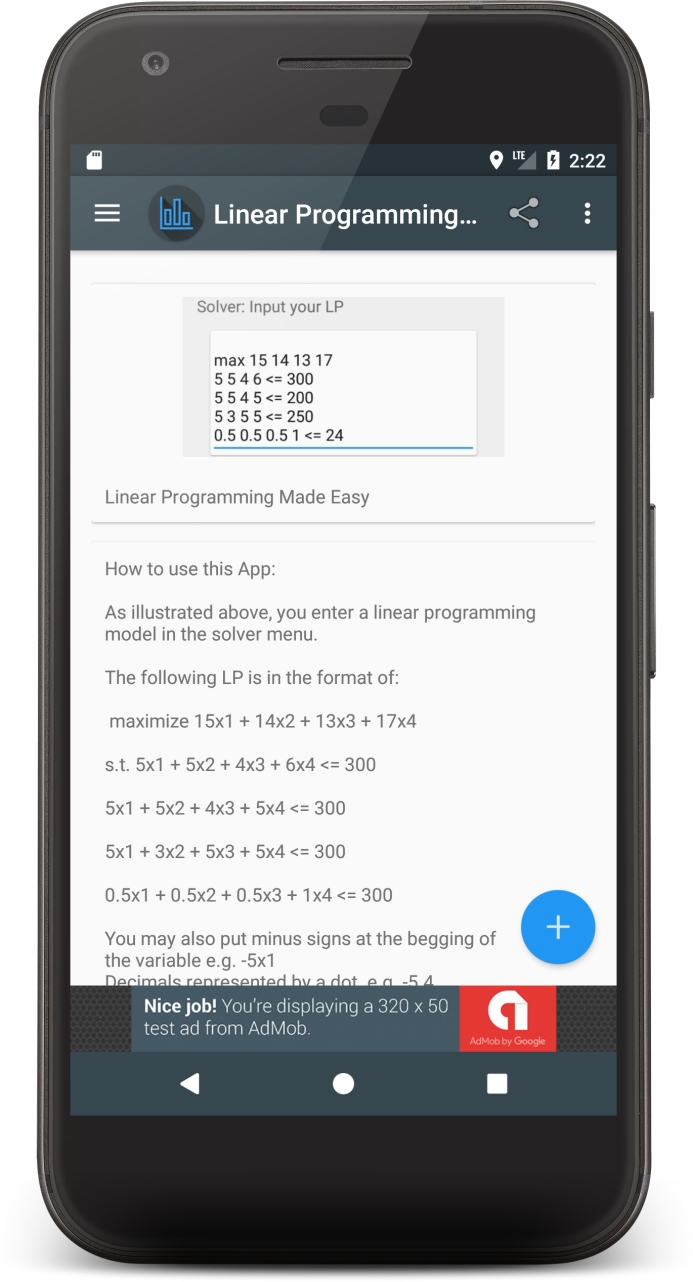 LTE 2:22
Linear Programming...
Solver: Input your LP
max 15 14 13 17
5 5 4 6 <= 300
5 5 4 5 <= 200
5 3 5 5 <= 250
0.5 0.5 0.5 1 <= 24
Linear Programming Made Easy
How to use this App:
As illustrated above, you enter a linear programming
model in the solver menu.
The following LP is in the format of:
maximize 15x1 + 14x2 + 13x3 + 17x4
s.t. 5x1 + 5x2 + 4x3 + 6x4 <= 300
5x1 + 5x2 + 4x3 + 5x4 <= 300
5x1 + 3x2 + 5x3 + 5x4 <= 300
0.5x1 + 0.5x2 + 0.5x3 + 1x4 <= 300
You may also put minus signs at the begging of
the variable e.g. -5x1
Decimals represented by a dot, e.g. -5.4
Nice job! You're displaying a 320 x 50
test ad from AdMob.
AdMob by Google